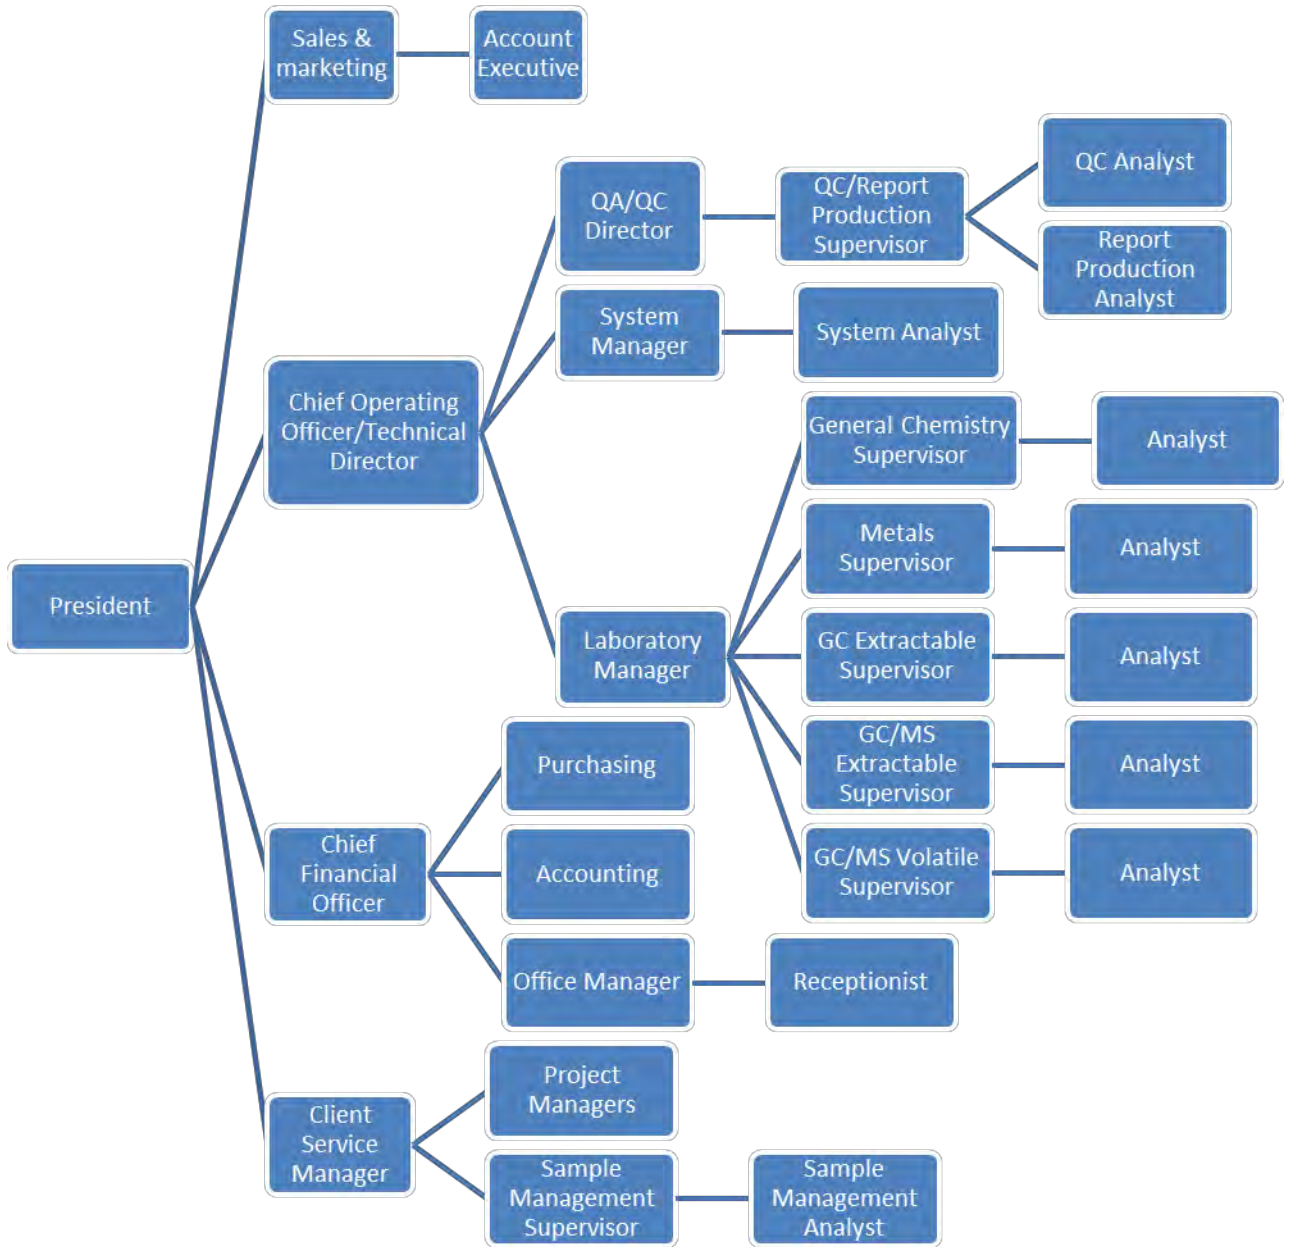 Sales &
marketing
Account
Executive
QA/QC
Director
QC/Report
Production
Supervisor
QC Analyst
Report
Production
Analyst
System
Manager
System Analyst
Chief Operating
Officer/Technical
Director
General Chemistry
Supervisor
Analyst
Metals
Supervisor
Analyst
President
Laboratory
Manager
GC Extractable
Supervisor
Analyst
GC/MS
Extractable
Supervisor
Analyst
GC/MS Volatile
Supervisor
Analyst
Chief
Financial
Officer
Purchasing
Accounting
Office Manager
Receptionist
Client
Service
Manager
Project
Managers
Sample
Management
Supervisor
Sample
Management
Analyst